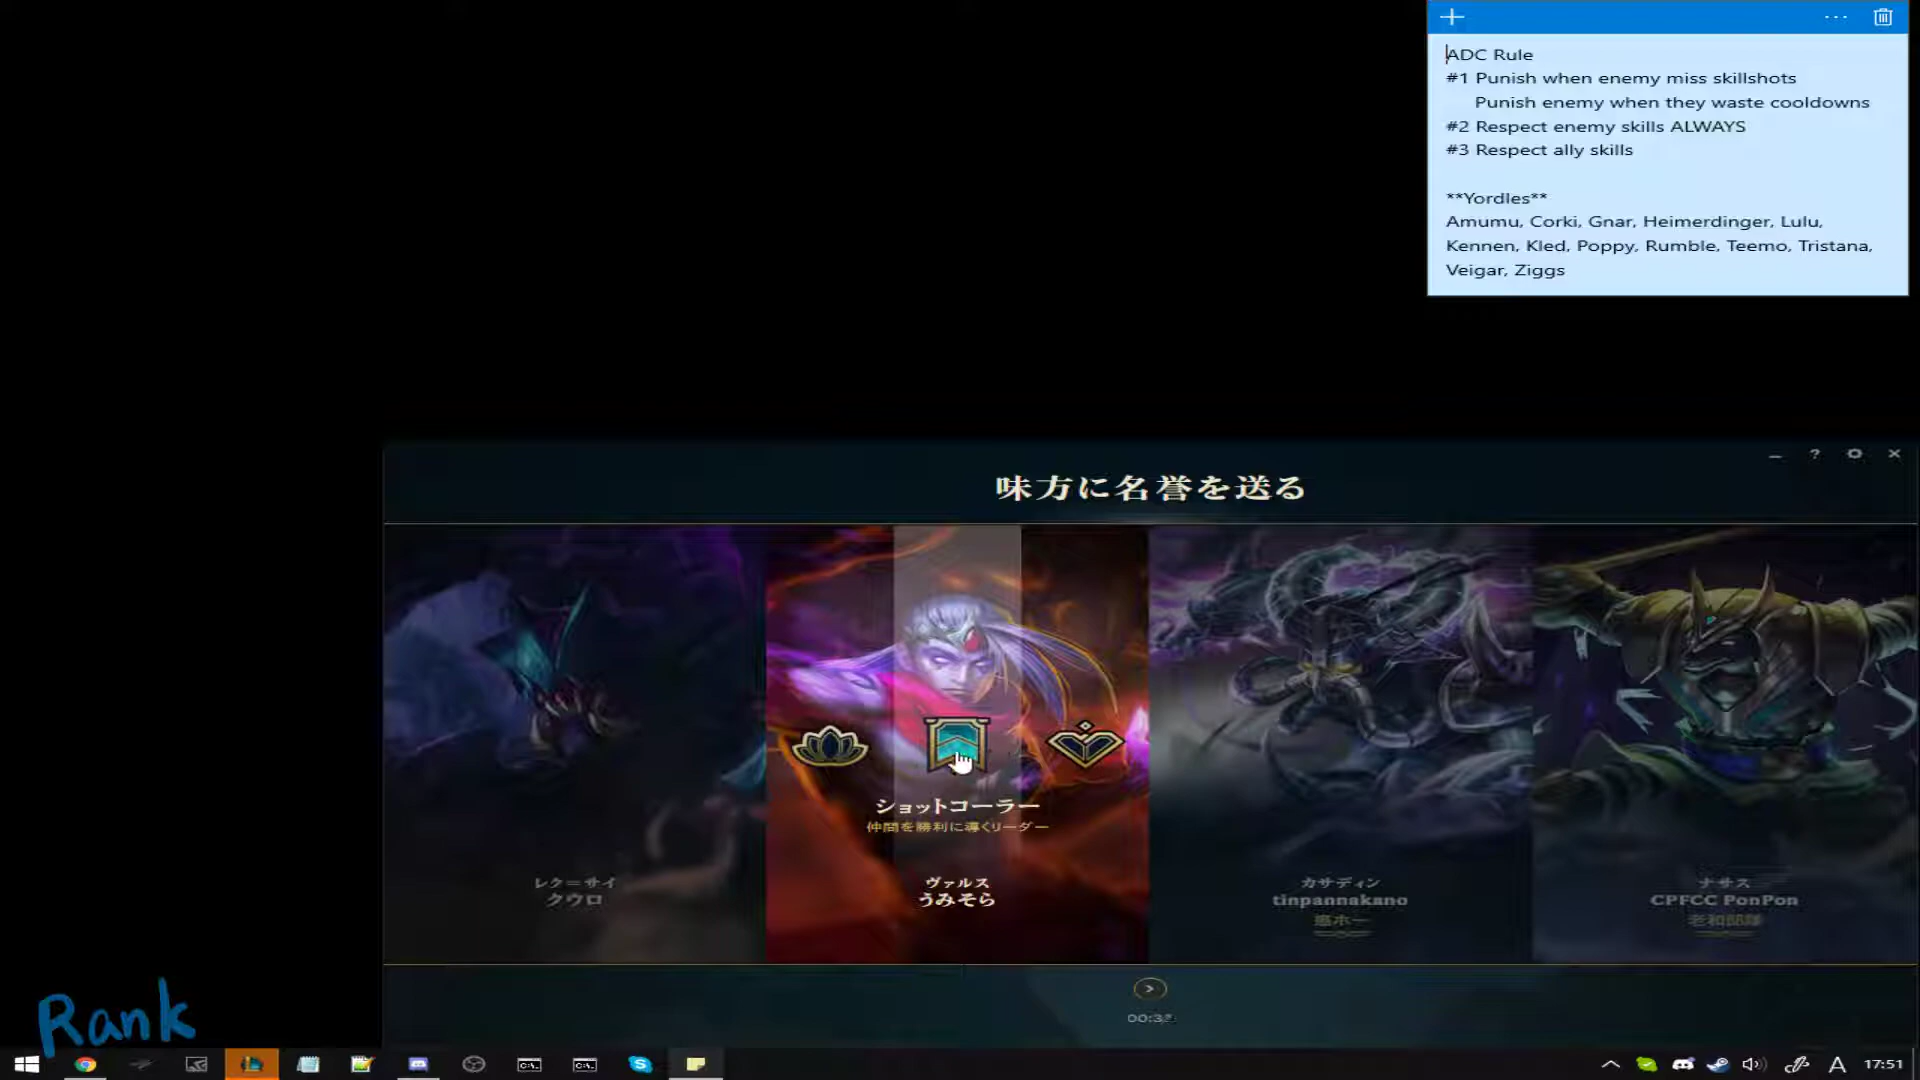 ADC Rule
#1 Punish when enemy miss skillshots
Punish enemy when they waste cooldowns
#2 Respect enemy skills ALWAYS
#3 Respect ally skills
**Yordles**
Amumu, Corki, Gnar, Heimerdinger, Lulu,
Kennen, Kled, Poppy, Rumble, Teemo, Tristana,
Veigar, Ziggs
味方に名誉を送る
ショットコーラー
仲間を勝利に導くリーダー
レク=サイ
クウロ
ヴァルス
うみそら
カサディン
tinpannakano
ナサス
CPFCC PonPon
Rank
A
17:51